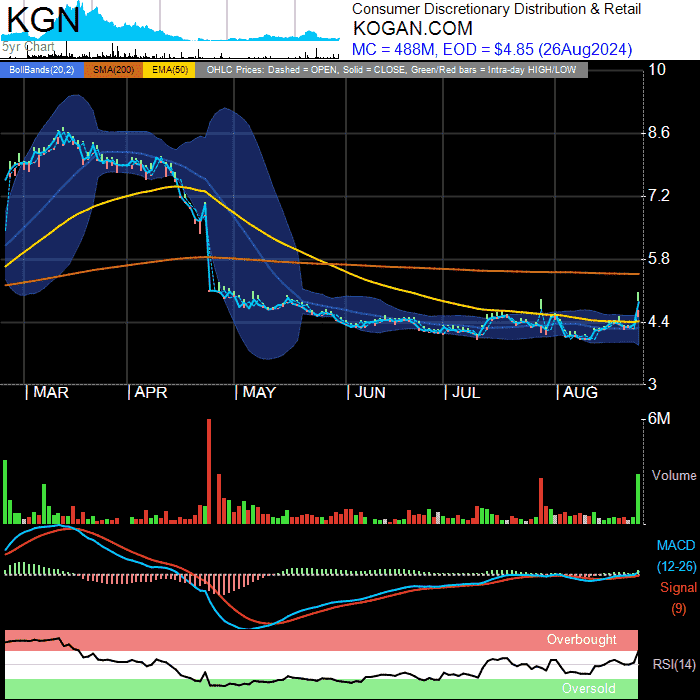 KGN
5yr Chart
Consumer Discretionary Distribution & Retail
KOGAN.COM
MC = 488M, EOD = $4.85 (26Aug2024)
BollBands(20,2) SMA(200) EMA(50) OHLC Prices: Dashed = OPEN, Solid = CLOSE, Green/Red bars = Intra-day HIGH/LOW
10
8.6
7.2
5.8
4.4
3
MAR APR MAY JUN JUL AUG
6M
Volume
MACD
(12-26)
Signal
(9)
Overbought
RSI(14)
Oversold